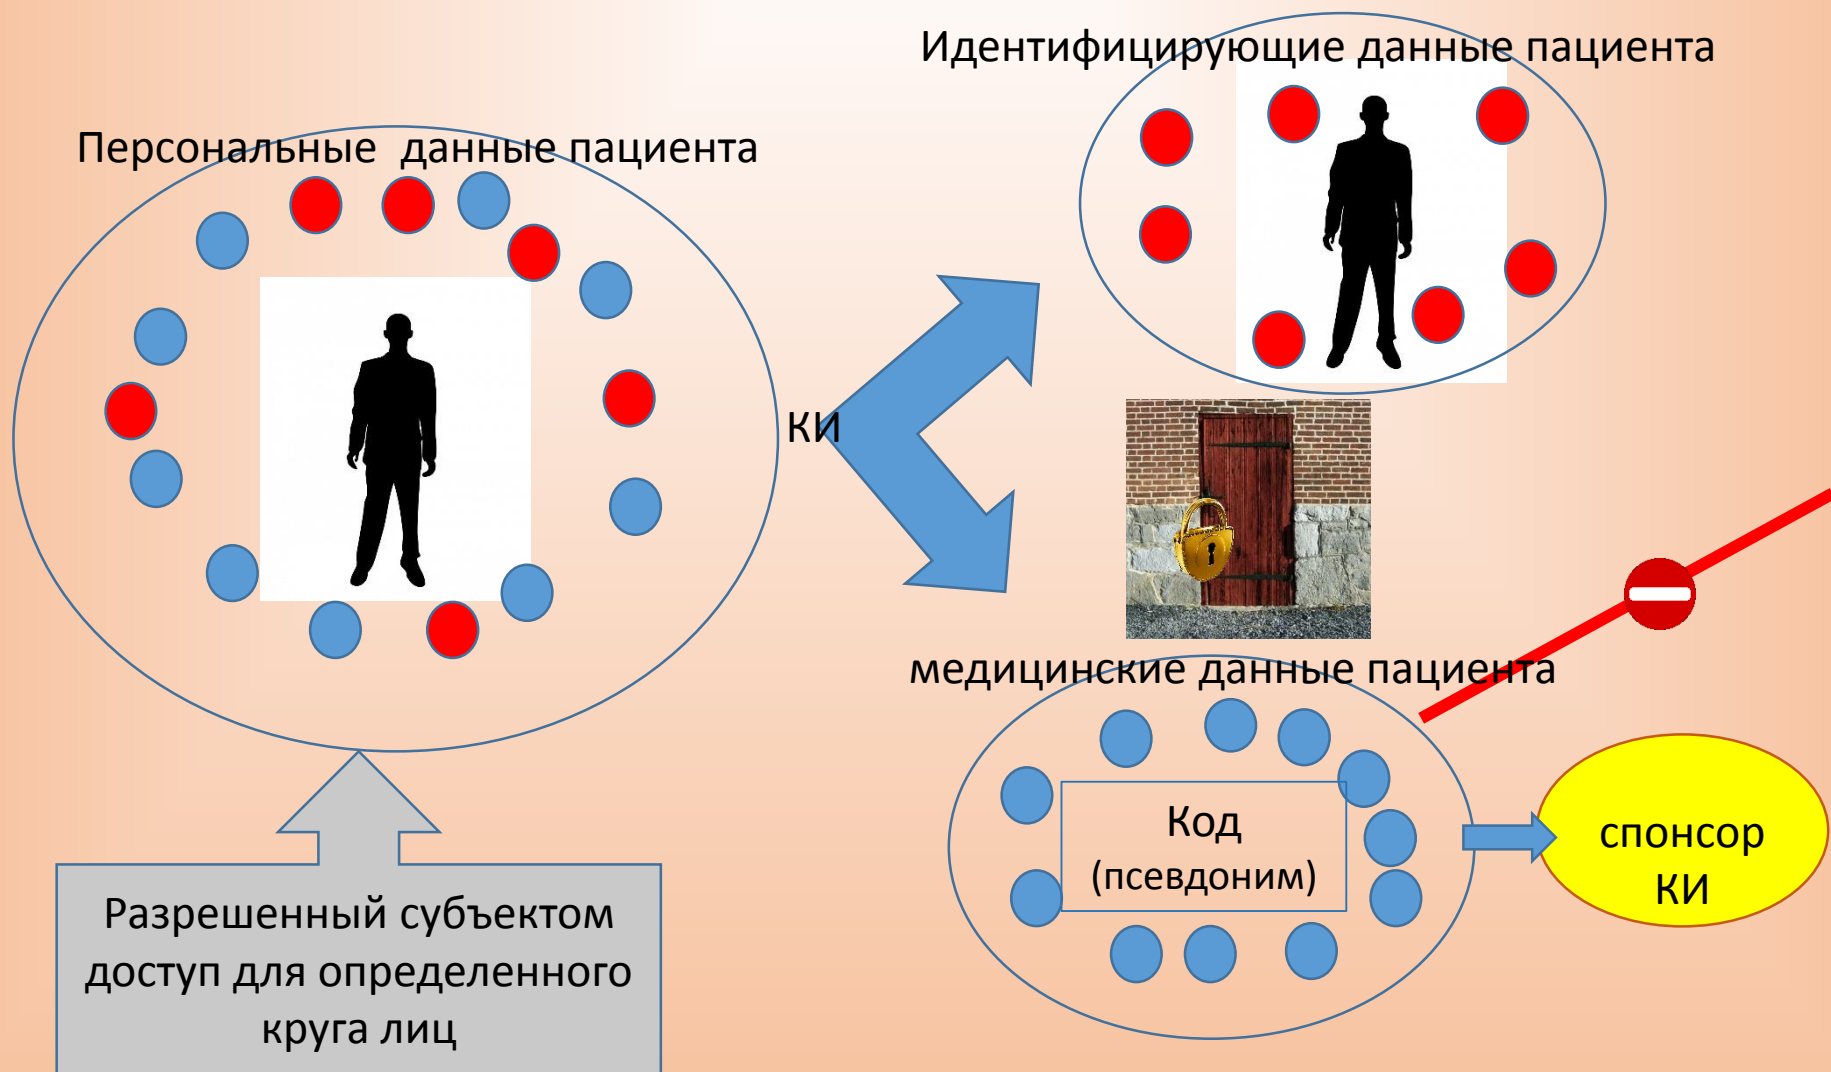 Идентифицирующие данные пациента
Персональные данные пациента
КИ
медицинские данные пациента
Код
(псевдоним)
спонсор
КИ
Разрешенный субъектом
доступ для определенного
круга лиц